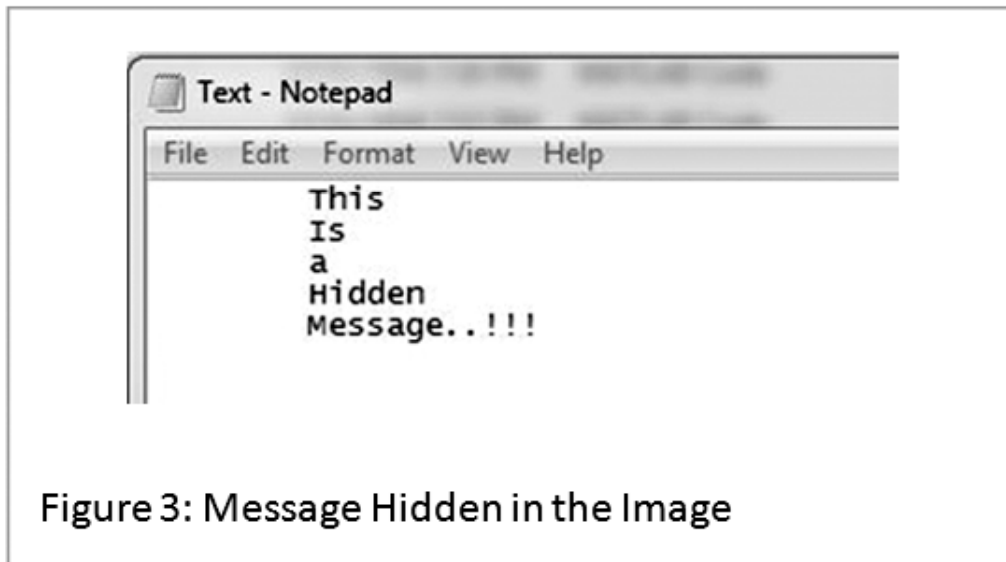 Text - Notepad
File Edit Format View Help
This
Is
a
Hidden
Message..!!!
Figure 3: Message Hidden in the Image